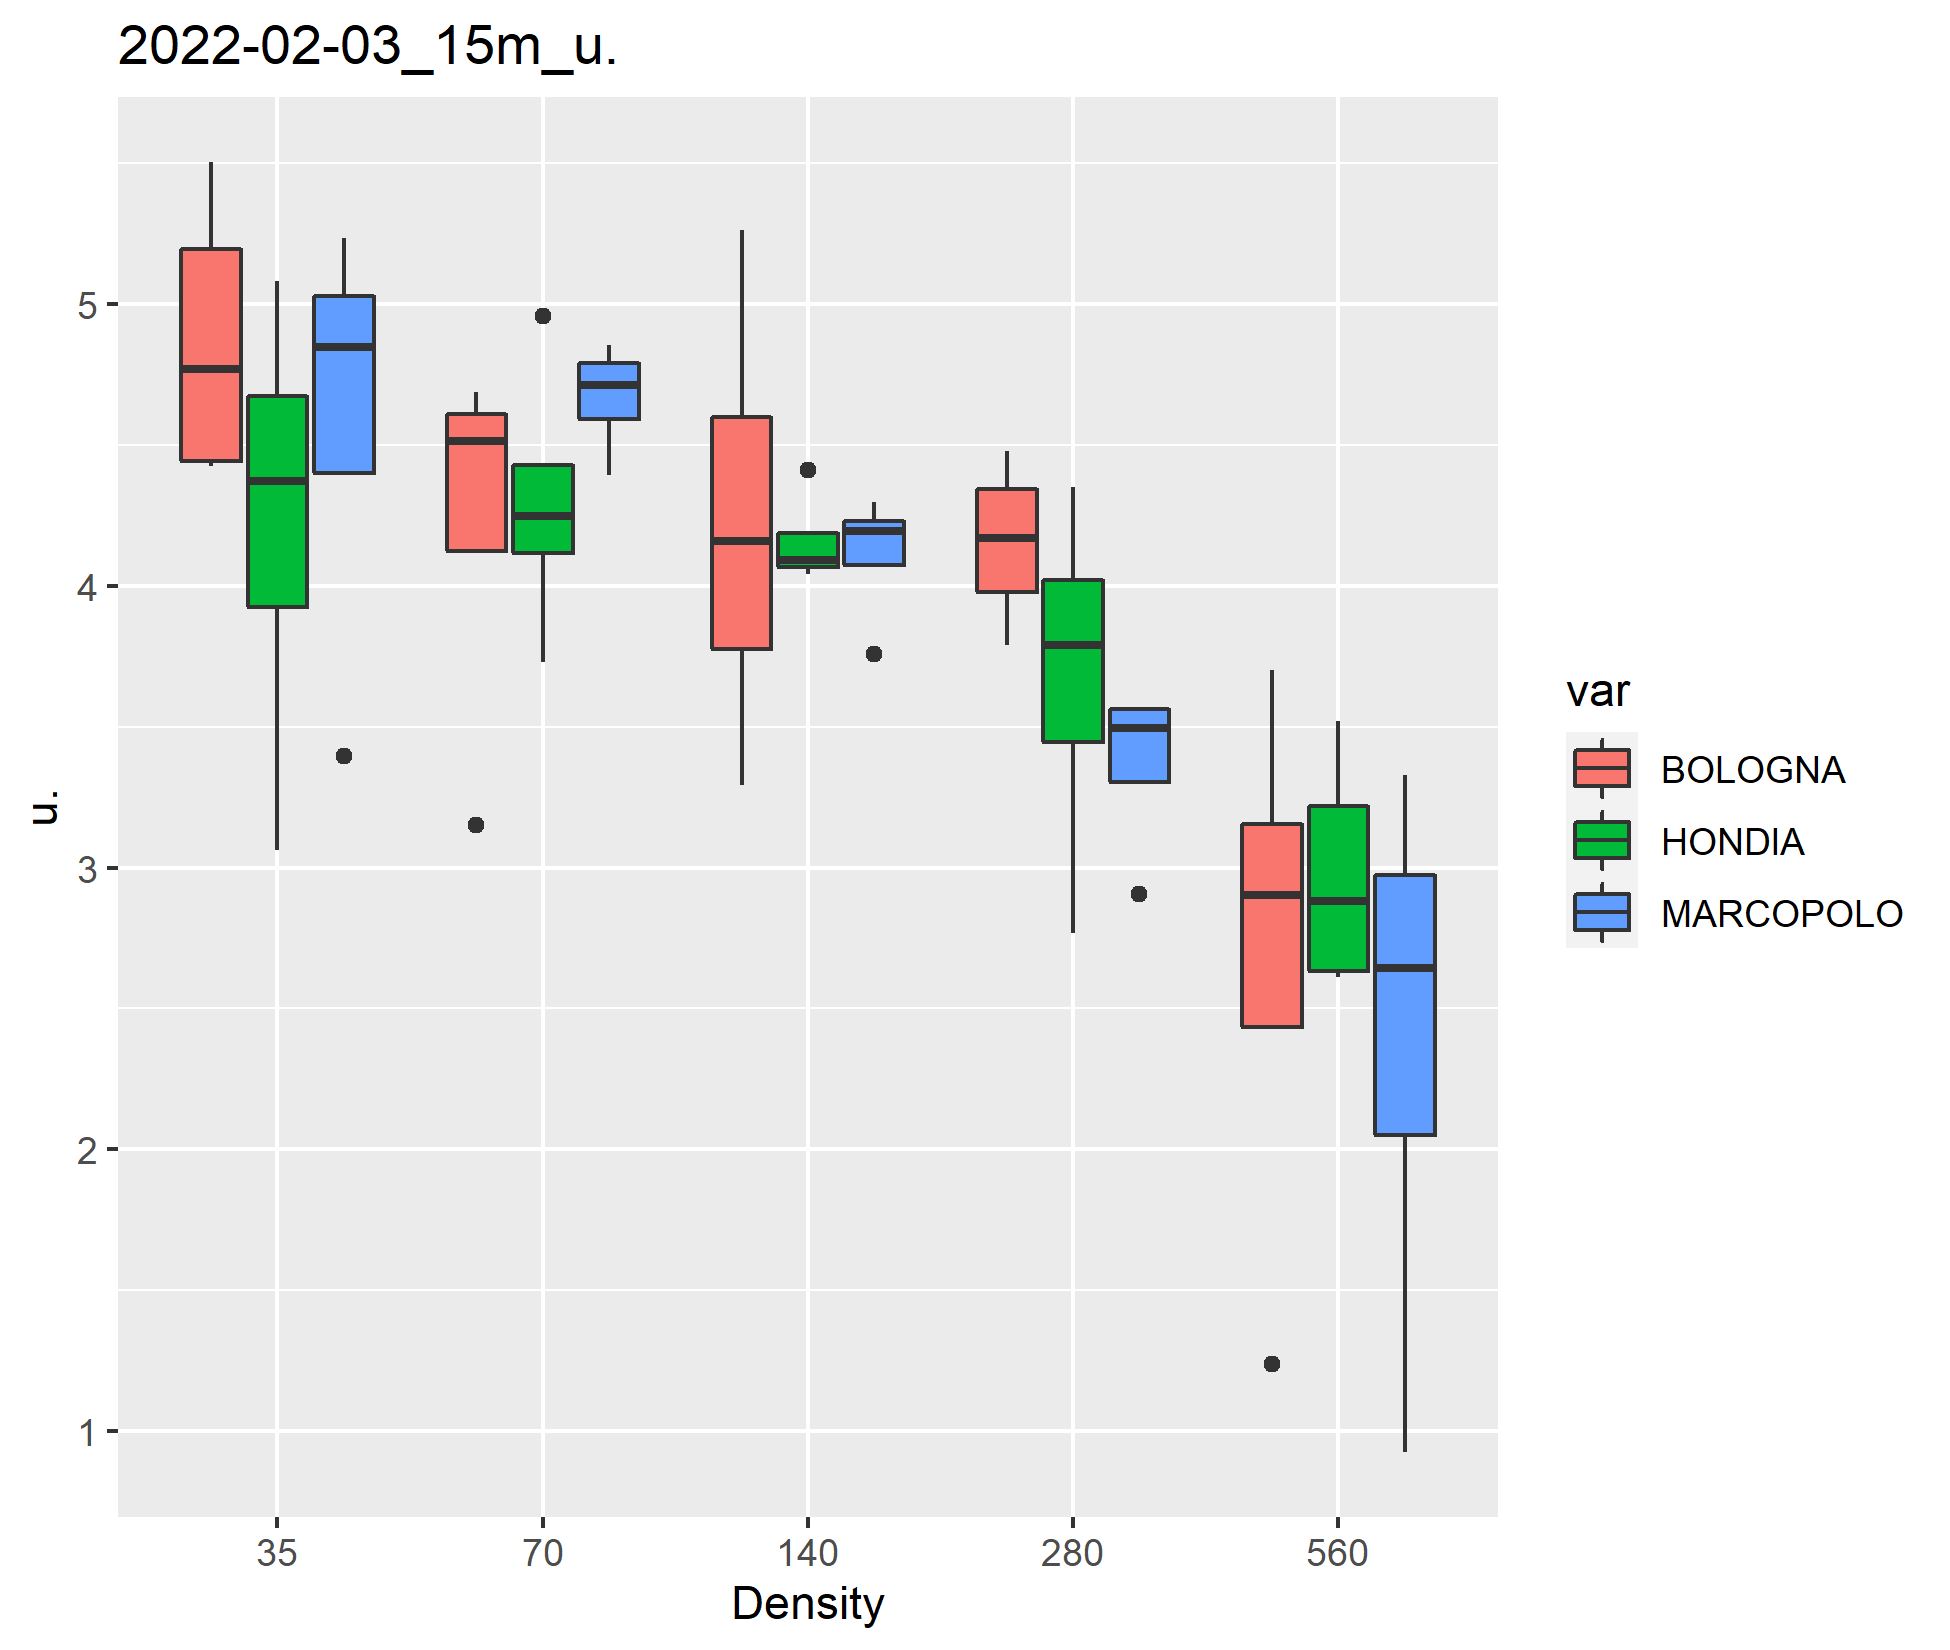 2022-02-03_15m_u.
u.
5
4
3
2
1
35 70 140 280 560
Density
var
BOLOGNA
HONDIA
MARCOPOLO